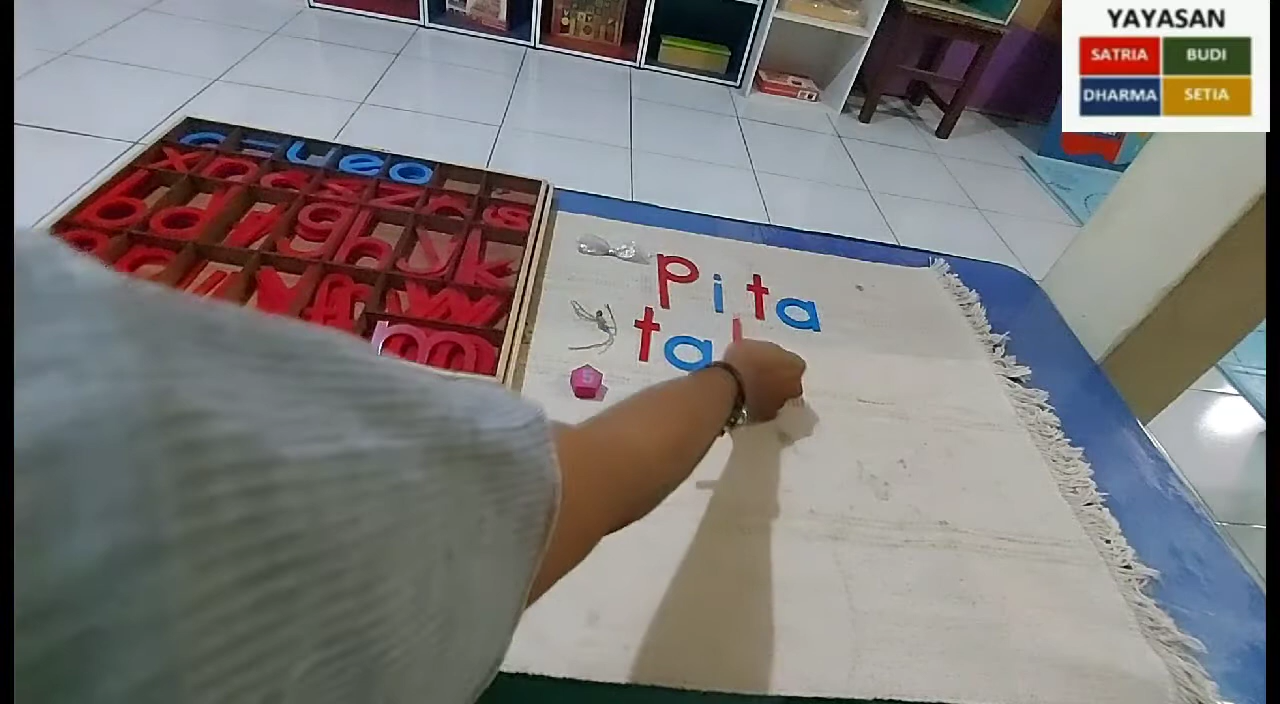 YAYASAN
SATRIA BUDI
DHARMA SETIA
pita
ta